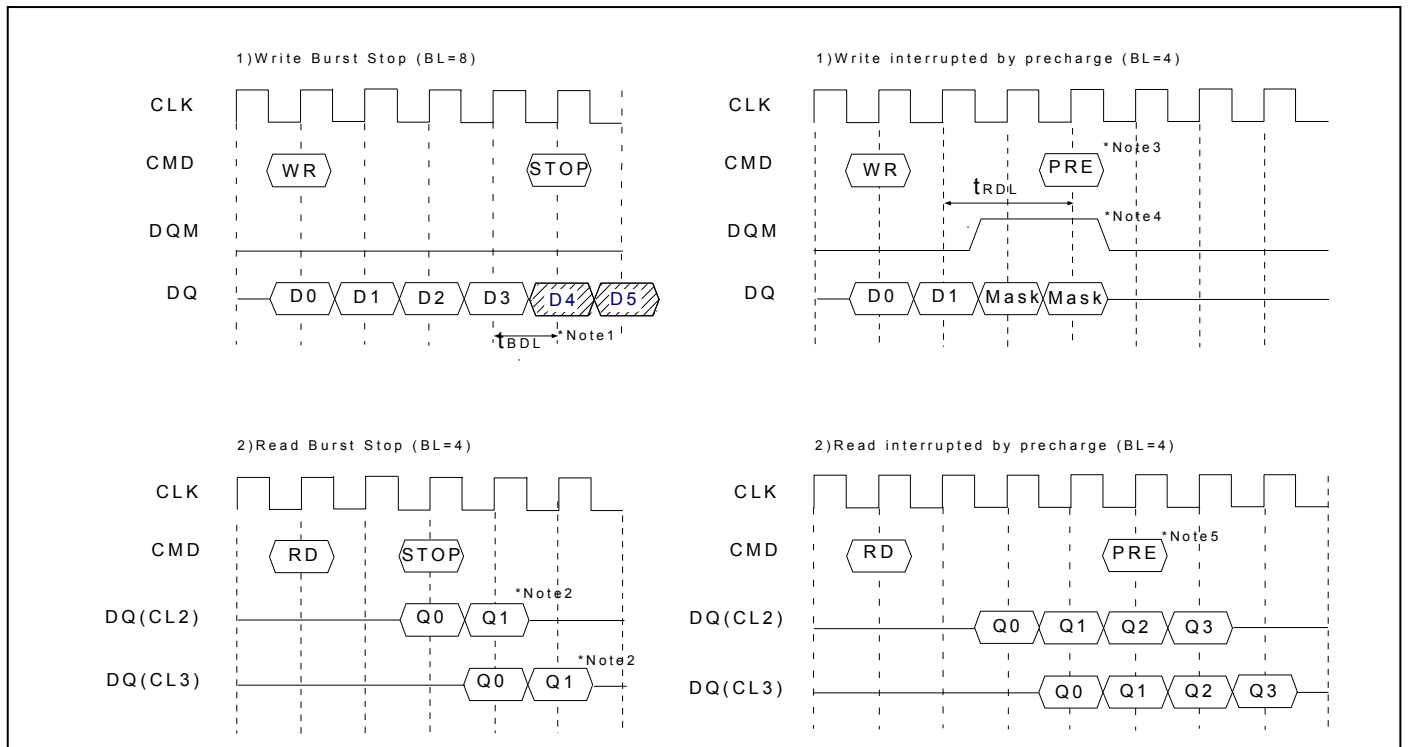 1)Write Burst Stop (BL=8)
CLK
CMD WR STOP
DQM
DQ D0 D1 D2 D3 D4 D5
tBDL *Note1
1)Write interrupted by precharge (BL=4)
CLK
CMD WR PRE *Note3
tRDL
DQM *Note4
DQ D0 D1 Mask Mask
2)Read Burst Stop (BL=4)
CLK
CMD RD STOP
DQ(CL2) Q0 Q1 *Note2
DQ(CL3) Q0 Q1 *Note2
2)Read interrupted by precharge (BL=4)
CLK
CMD RD PRE *Note5
DQ(CL2) Q0 Q1 Q2 Q3
DQ(CL3) Q0 Q1 Q2 Q3